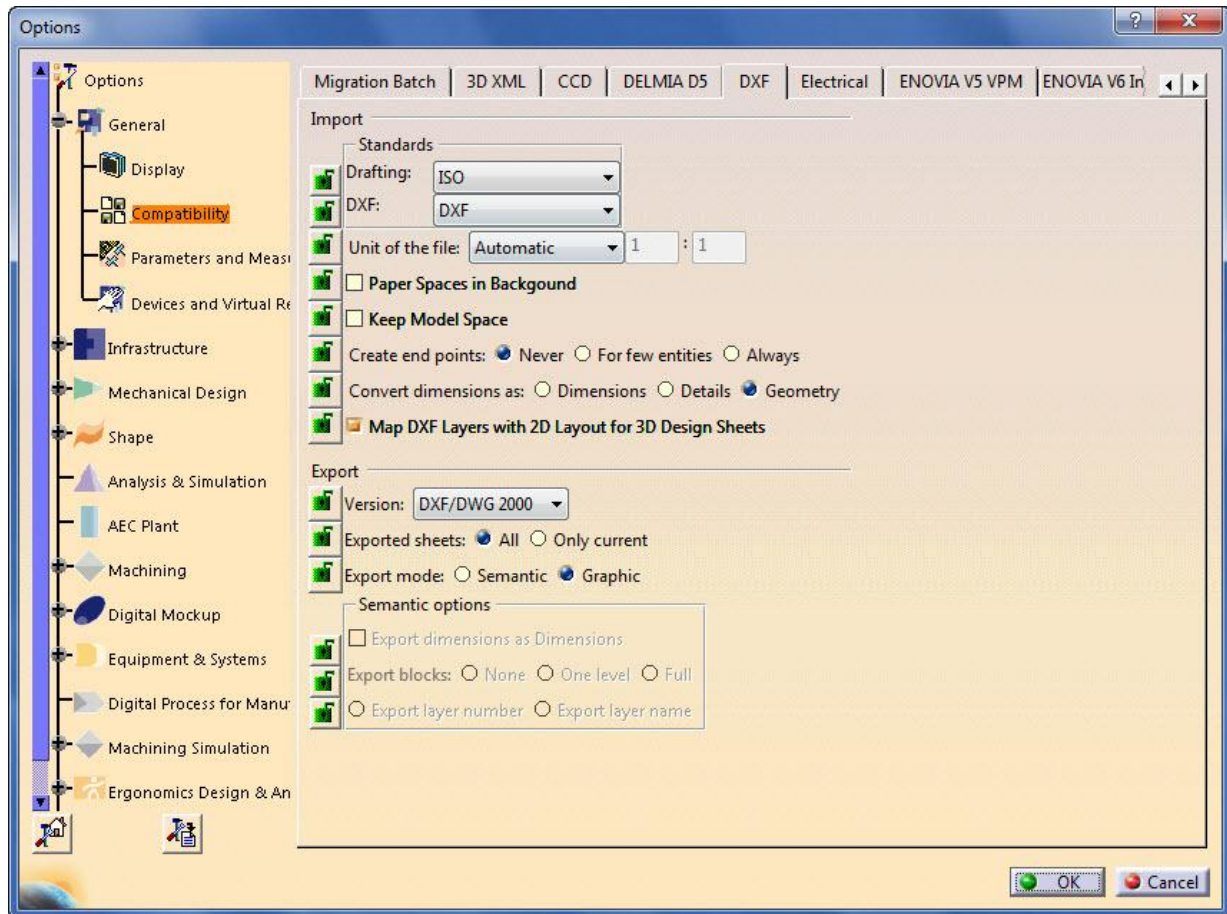 Options
Options
General
Display
Compatibility
Parameters and Measu
Devices and Virtual Re
Infrastructure
Mechanical Design
Shape
Analysis & Simulation
AEC Plant
Machining
Digital Mockup
Equipment & Systems
Digital Process for Manu
Machining Simulation
Ergonomics Design & An
Migration Batch 3D XML CCD DELMIA D5 DXF Electrical ENOVIA V5 VPM ENOVIA V6 In
Import
Standards
Drafting: ISO
DXF: DXF
Unit of the file: Automatic 1 : 1
Paper Spaces in Backgound
Keep Model Space
Create end points: Never For few entities Always
Convert dimensions as: Dimensions Details Geometry
Map DXF Layers with 2D Layout for 3D Design Sheets
Export
Version: DXF/DWG 2000
Exported sheets: All Only current
Export mode: Semantic Graphic
Semantic options
Export dimensions as Dimensions
Export blocks: None One level Full
Export layer number Export layer name
OK Cancel